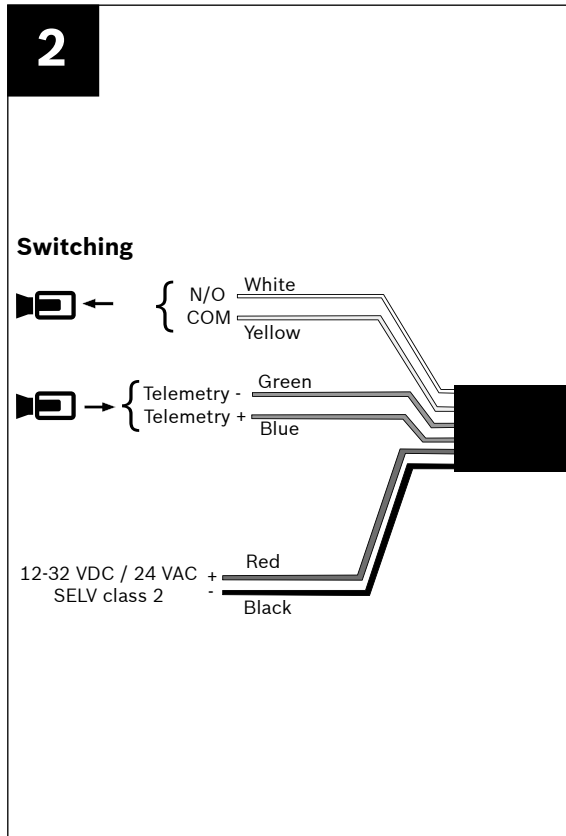 2
Switching
N/O White
COM
Yellow
Green
Telemetry -
Telemetry +
Blue
Red
12-32 VDC / 24 VAC +
SELV class 2 -
Black